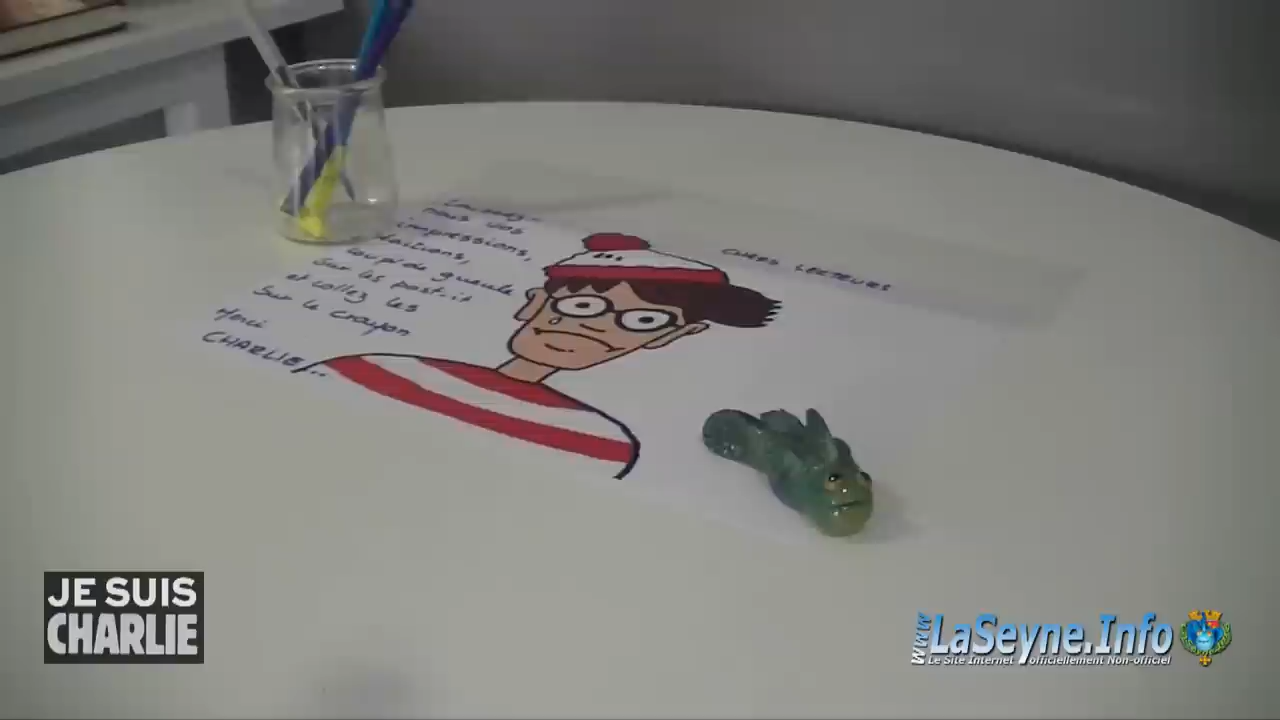 CHERS LECTEURS
Laissez-
nous vos
impressions,
coup de gueule
sur les post-it
et collez les
sur le crayon
Merci
CHARLIE...
JE SUIS
CHARLIE
www.LaSeyne.Info
Le Site Internet officiellement Non-officiel